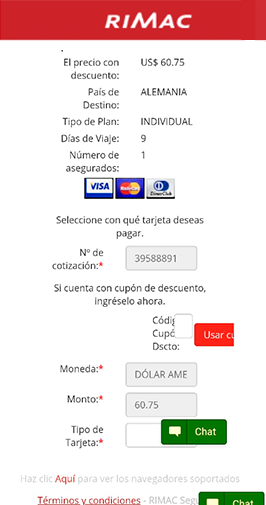 RIMAC
.
El precio con
descuento:
US$ 60.75
País de
Destino:
ALEMANIA
Tipo de Plan:
INDIVIDUAL
Días de Viaje:
9
Número de
asegurados:
1
VISA
MasterCard
Diners Club
Seleccione con qué tarjeta deseas
pagar.
Nº de
cotización:*
39588891
Si cuenta con cupón de descuento,
ingréselo ahora.
Códig
Cupó
Dscto:
Usar cu
Moneda:*
DÓLAR AME
Monto:*
60.75
Tipo de
Tarjeta:*
Chat
Haz clic Aquí para ver los navegadores soportados
Términos y condiciones - RIMAC Segu
Chat